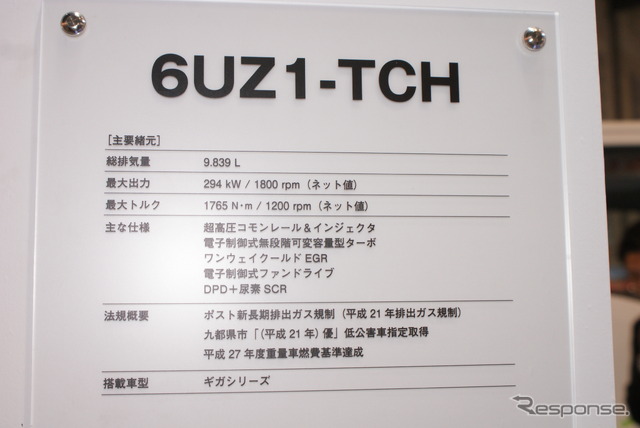 6UZ1-TCH
［主要緒元］
総排気量 9.839 L
最大出力 294 kW / 1800 rpm（ネット値）
最大トルク 1765 N･m / 1200 rpm（ネット値）
主な仕様 超高圧コモンレール＆インジェクタ
電子制御式無段階可変容量型ターボ
ワンウェイクールド EGR
電子制御式ファンドライブ
DPD＋尿素 SCR
法規概要 ポスト新長期排出ガス規制（平成 21 年排出ガス規制）
九都県市「（平成 21 年）優」低公害車指定取得
平成 27 年度重量車燃費基準達成
搭載車型 ギガシリーズ
Response.